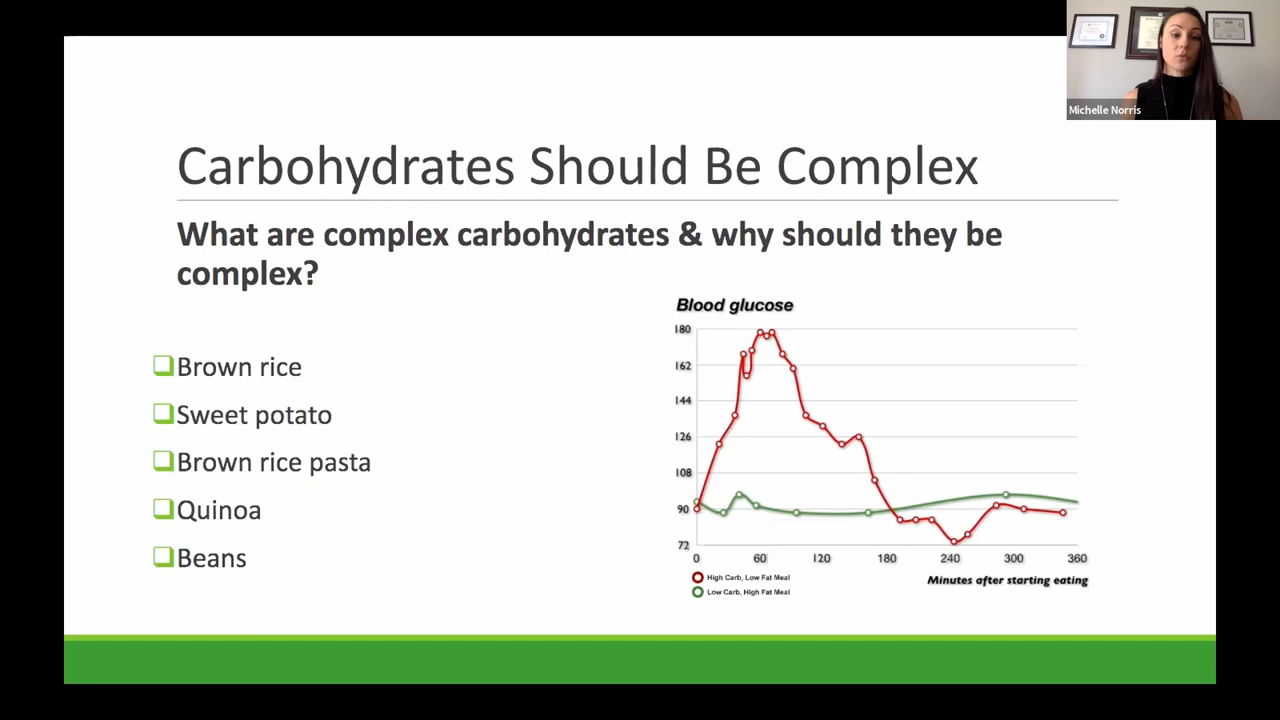 Michelle Norris
Carbohydrates Should Be Complex
What are complex carbohydrates & why should they be
complex?
Brown rice
Sweet potato
Brown rice pasta
Quinoa
Beans
Blood glucose
180
162
144
126
108
90
72
0 60 120 180 240 300 360
Minutes after starting eating
High Carb, Low Fat Meal
Low Carb, High Fat Meal